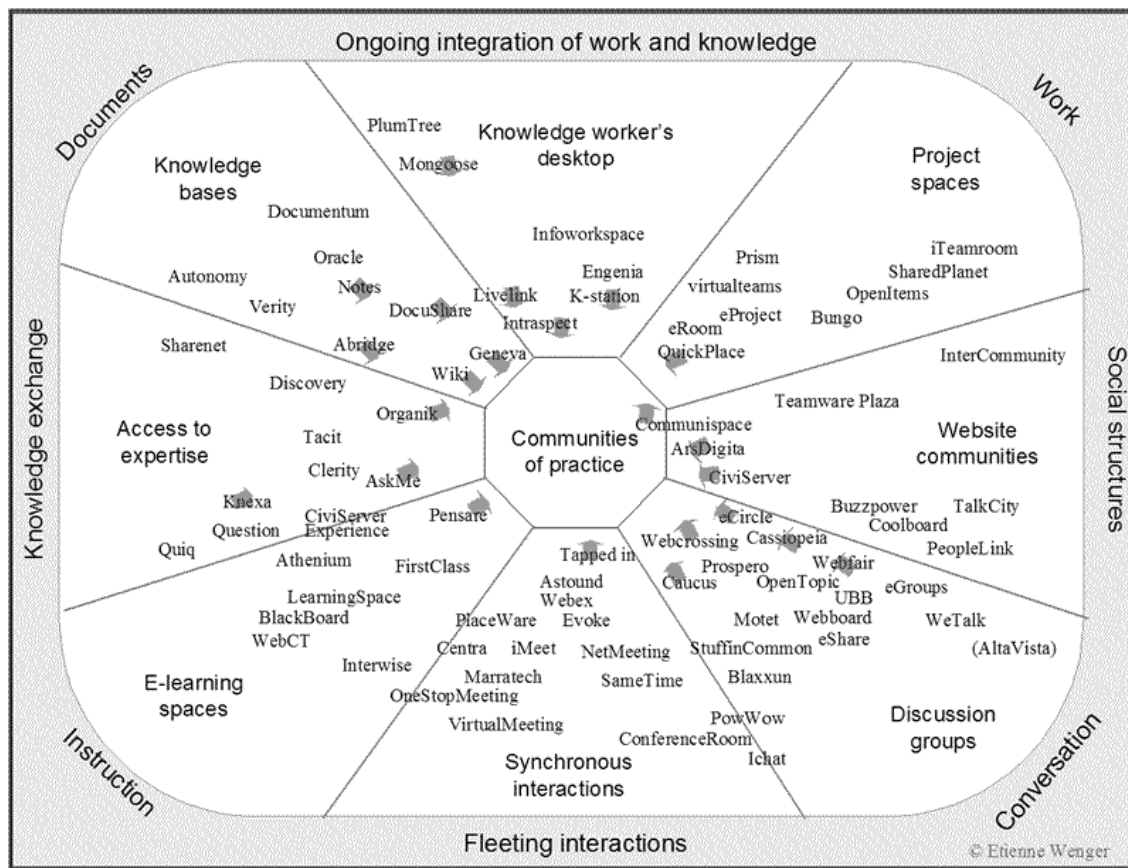 Ongoing integration of work and knowledge
Documents
Work
Knowledge exchange
Social structures
Instruction
Conversation
Fleeting interactions
Knowledge worker's
desktop
PlumTree
Mongoose
Infoworkspace
Engenia
Livelink
K-station
Intraspect
Project
spaces
Prism
iTeamroom
SharedPlanet
virtualteams
OpenItems
eProject
Bungo
eRoom
QuickPlace
Knowledge
bases
Documentum
Oracle
Autonomy
Notes
Verity
DocuShare
Abridge
Geneva
Wiki
Sharenet
Discovery
Organik
Access to
expertise
Tacit
Clerity
AskMe
Knexa
CiviServer
Question
Experience
Quiq
Communities
of practice
InterCommunity
Teamware Plaza
Communispace
Website
communities
ArsDigita
CiviServer
Buzzpower
TalkCity
Coolboard
PeopleLink
Pensare
Athenium
FirstClass
LearningSpace
BlackBoard
WebCT
Interwise
E-learning
spaces
Tapped in
Astound
Webex
PlaceWare
Evoke
Centra
iMeet
NetMeeting
Marratech
SameTime
OneStopMeeting
VirtualMeeting
PowWow
ConferenceRoom
Ichat
Synchronous
interactions
eCircle
Webcrossing
Cassiopeia
Prospero
Webfair
Caucus
OpenTopic
eGroups
UBB
Motet
Webboard
WeTalk
eShare
StuffinCommon
(AltaVista)
Blaxxun
Discussion
groups
© Etienne Wenger